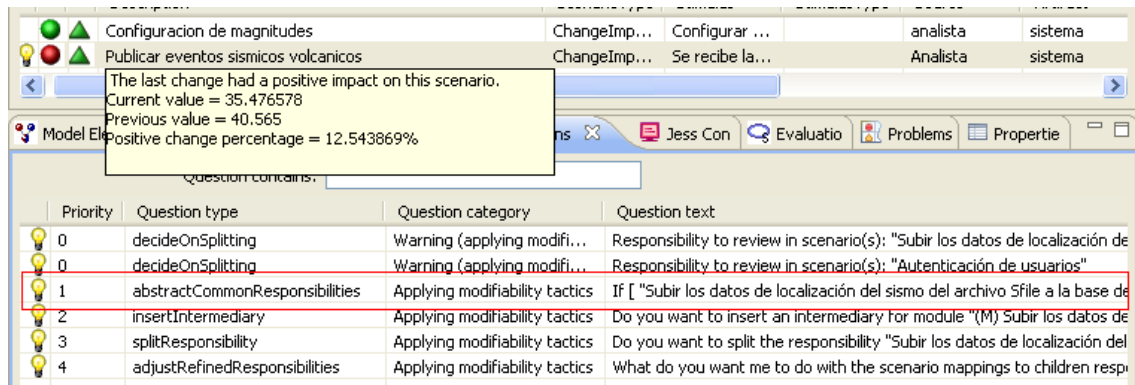 Configuracion de magnitudes ChangeImp... Configurar ... analista sistema
Publicar eventos sismicos volcanicos ChangeImp... Se recibe la... Analista sistema
The last change had a positive impact on this scenario.
Current value = 35.476578
Previous value = 40.565
Positive change percentage = 12.543869%
Model Ele ns Jess Con Evaluatio Problems Propertie
Question contains:
Priority Question type Question category Question text
0 decideOnSplitting Warning (applying modifi... Responsibility to review in scenario(s): "Subir los datos de localización de
0 decideOnSplitting Warning (applying modifi... Responsibility to review in scenario(s): "Autenticación de usuarios"
1 abstractCommonResponsibilities Applying modifiability tactics If [ "Subir los datos de localización del sismo del archivo Sfile a la base de
2 insertIntermediary Applying modifiability tactics Do you want to insert an intermediary for module "(M) Subir los datos de
3 splitResponsibility Applying modifiability tactics Do you want to split the responsibility "Subir los datos de localización del
4 adjustRefinedResponsibilities Applying modifiability tactics What do you want me to do with the scenario mappings to children resp